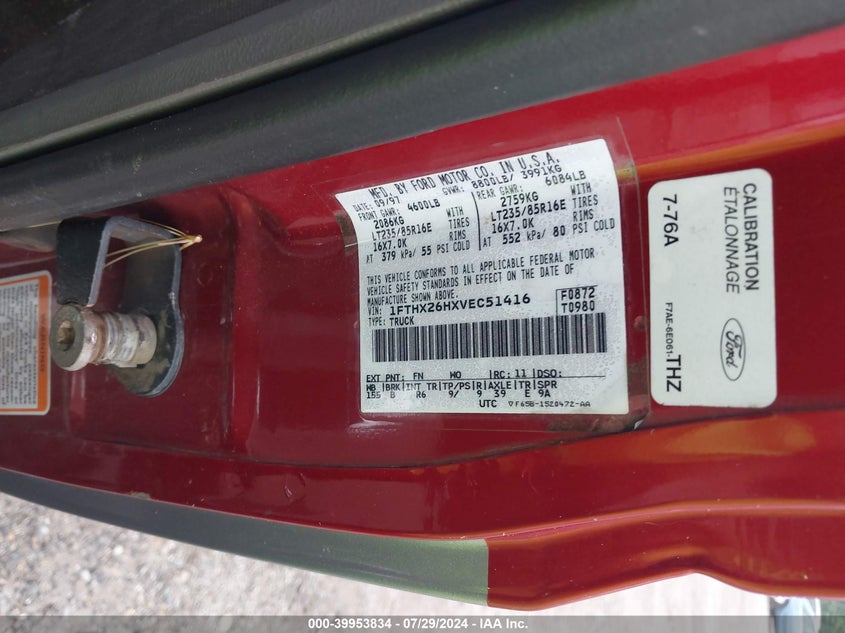 MFD. BY FORD MOTOR CO. IN U.S.A.
DATE: 09/97 GVWR: 8800LB/ 3991KG
FRONT GAWR: 4600LB REAR GAWR: 6084LB
2086KG WITH 2759KG WITH
LT235/85R16E TIRES LT235/85R16E TIRES
16X7.0K RIMS 16X7.0K RIMS
AT 379 kPa/ 55 PSI COLD AT 552 kPa/ 80 PSI COLD
THIS VEHICLE CONFORMS TO ALL APPLICABLE FEDERAL MOTOR
VEHICLE SAFETY STANDARDS IN EFFECT ON THE DATE OF
MANUFACTURE SHOWN ABOVE.
VIN: 1FTHX26HXVEC51416 F0872
TYPE: TRUCK T0980
EXT PNT: FN WO |RC: 11 |DSO:
WB |BRK|INT TR|TP/PS|R|AXLE|TR|SPR
155 B R6 9/ 9 39 E 9A
UTC ▽F65B-1520472-AA
CALIBRATION
ÉTALONNAGE
7-76A
Ford
F7AE-6E061-THZ
000-39953834 - 07/29/2024 - IAA Inc.